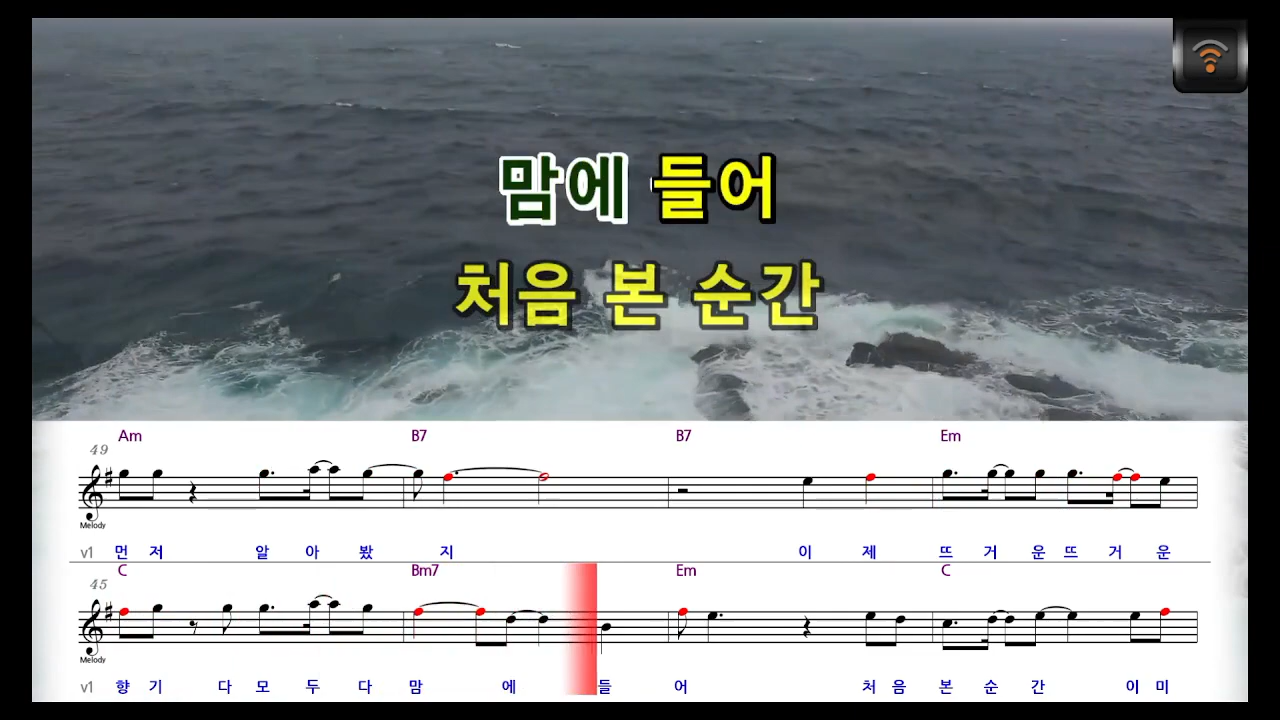 맘에 들어
처음 본 순간
Am B7 B7 Em
49
Melody
v1 먼 저 알 아 봤 지 이 제 뜨 거 운 뜨 거 운
C Bm7 Em C
45
Melody
v1 향 기 다 모 두 다 맘 에 들 어 처 음 본 순 간 이 미